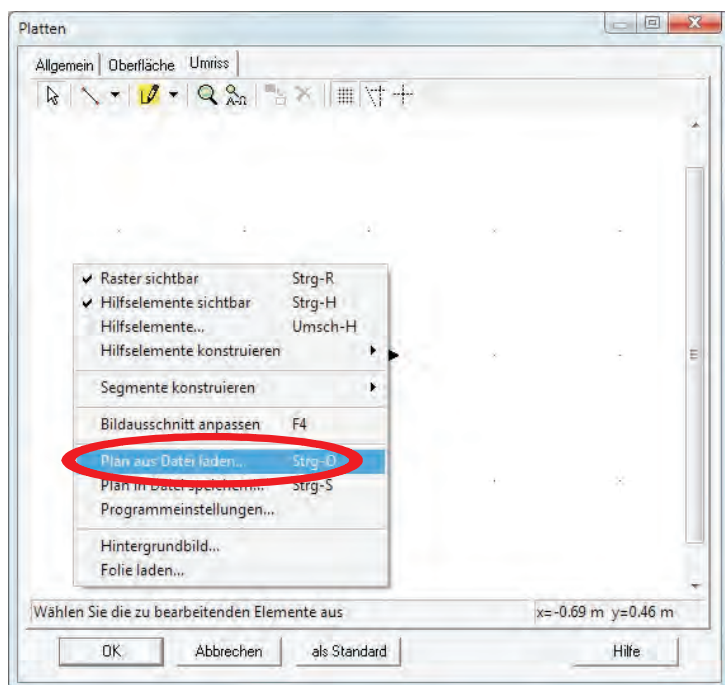 Platten
Allgemein Oberfläche Umriss
A-n
Raster sichtbar Strg-R
Hilfselemente sichtbar Strg-H
Hilfselemente... Umsch-H
Hilfselemente konstruieren
Segmente konstruieren
Bildausschnitt anpassen F4
Plan aus Datei laden... Strg-O
Plan in Datei speichern... Strg-S
Programmeinstellungen...
Hintergrundbild...
Folie laden...
Wählen Sie die zu bearbeitenden Elemente aus x=-0.69 m y=0.46 m
OK Abbrechen als Standard Hilfe